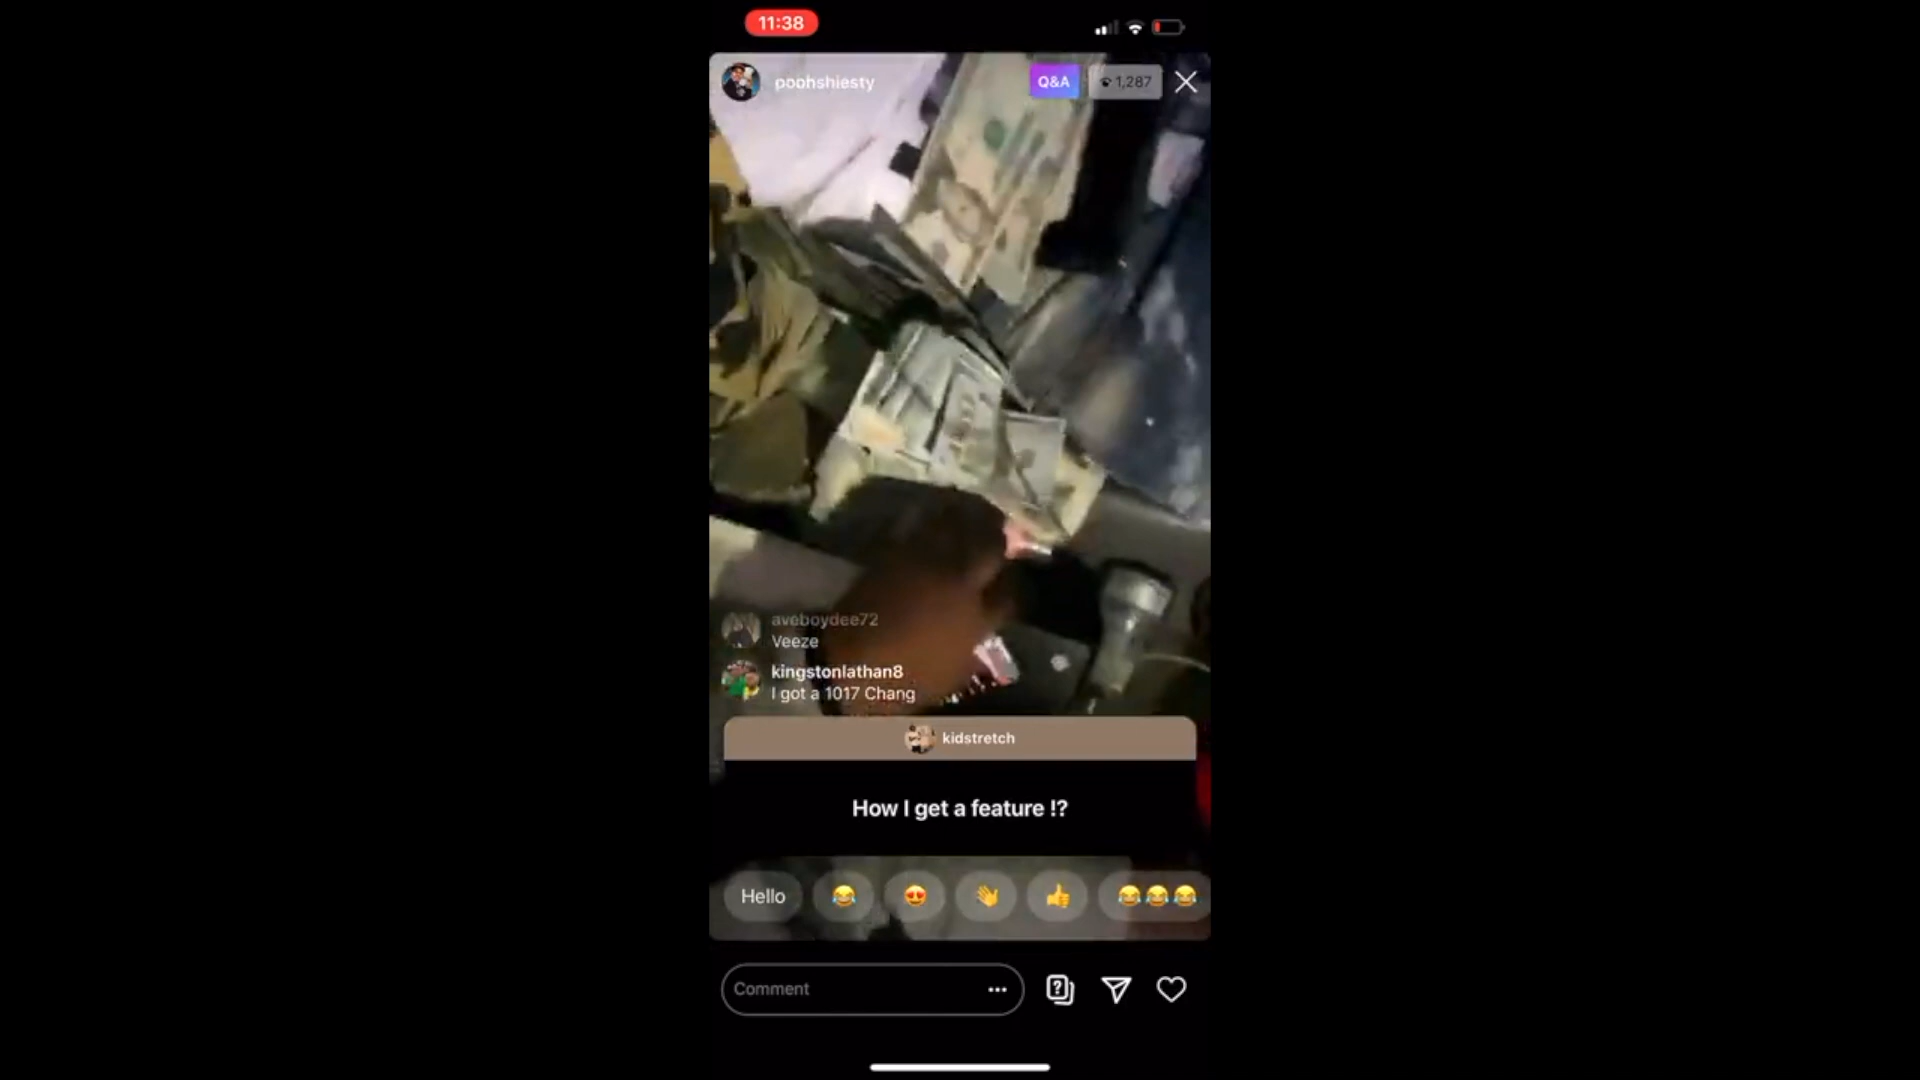 11:38
poohshiesty
Q&A
1,287
aveboydee72
Veeze
kingstonlathan8
I got a 1017 Chang
kidstretch
How I get a feature !?
Hello
Comment